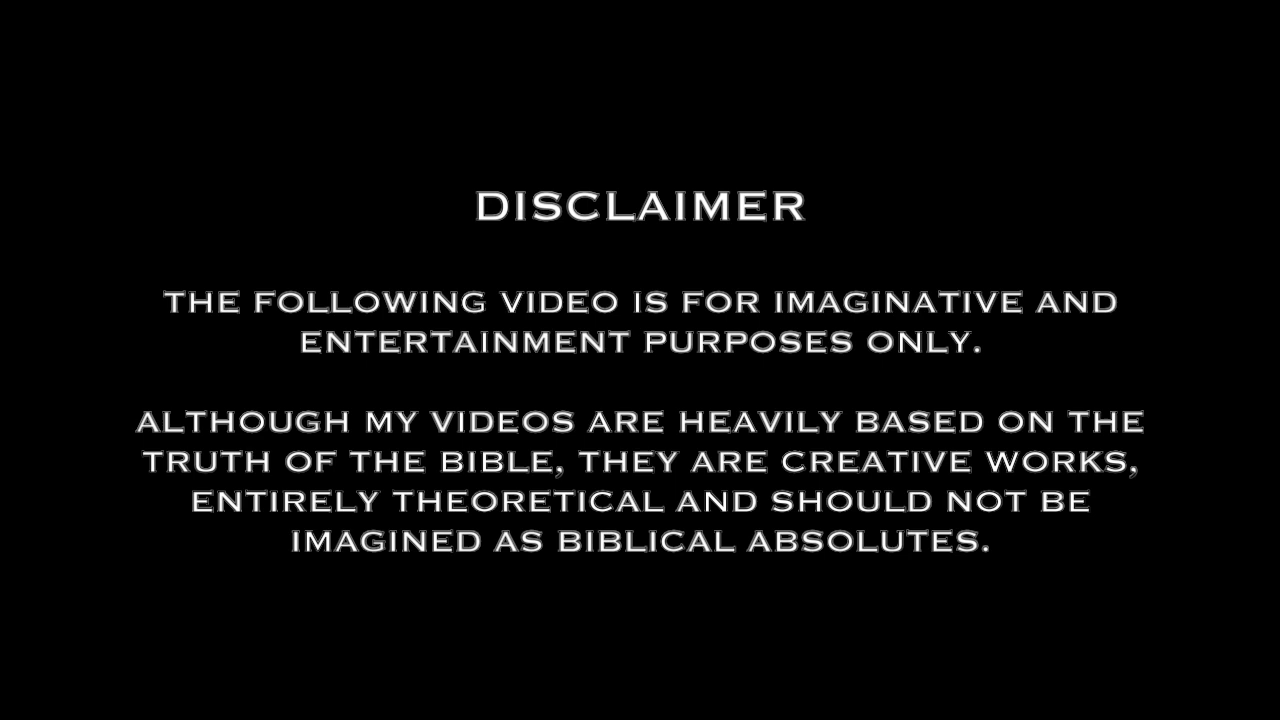 DISCLAIMER
THE FOLLOWING VIDEO IS FOR IMAGINATIVE AND
ENTERTAINMENT PURPOSES ONLY.
ALTHOUGH MY VIDEOS ARE HEAVILY BASED ON THE
TRUTH OF THE BIBLE, THEY ARE CREATIVE WORKS,
ENTIRELY THEORETICAL AND SHOULD NOT BE
IMAGINED AS BIBLICAL ABSOLUTES.